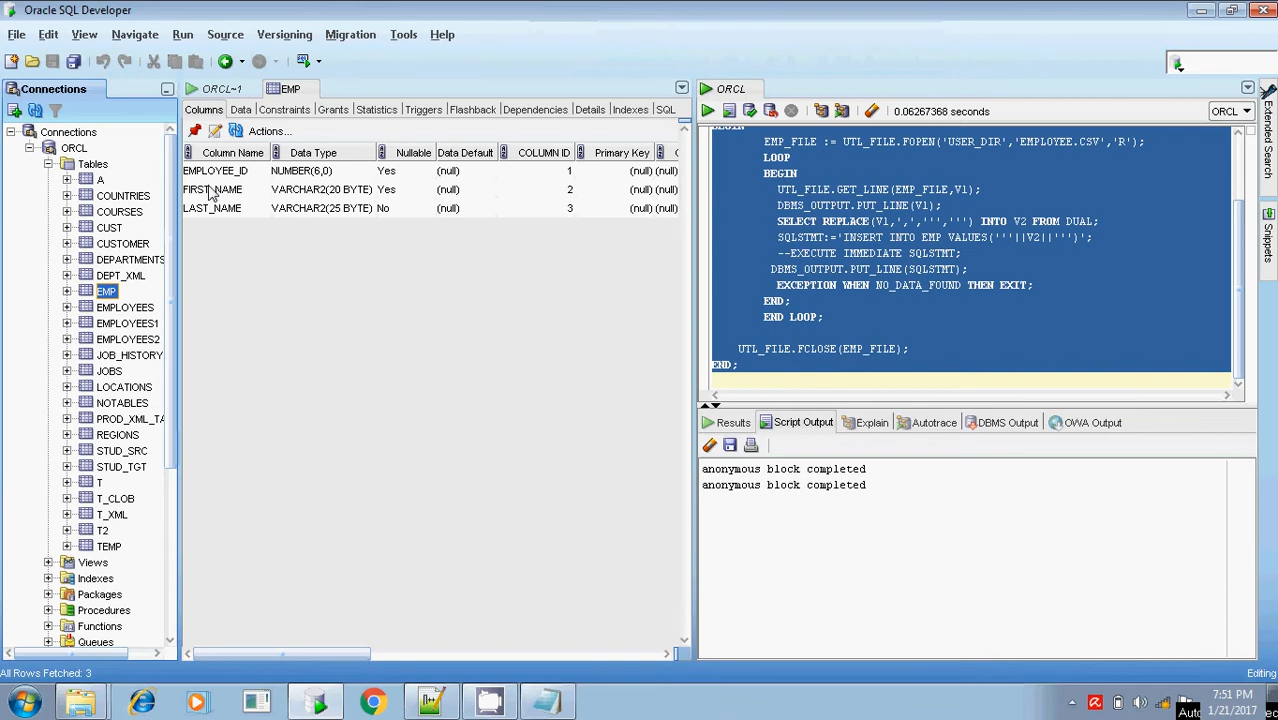 Oracle SQL Developer
File Edit View Navigate Run Source Versioning Migration Tools Help
Connections
ORCL~1 EMP
ORCL
Columns Data Constraints Grants Statistics Triggers Flashback Dependencies Details Indexes SQL
Actions...
0.06267368 seconds
ORCL
Connections
ORCL
Tables
A
COUNTRIES
COURSES
CUST
CUSTOMER
DEPARTMENTS
DEPT_XML
EMP
EMPLOYEES
EMPLOYEES1
EMPLOYEES2
JOB_HISTORY
JOBS
LOCATIONS
NOTABLES
PROD_XML_TA
REGIONS
STUD_SRC
STUD_TGT
T
T_CLOB
T_XML
T2
TEMP
Views
Indexes
Packages
Procedures
Functions
Queues
Column Name Data Type Nullable Data Default COLUMN ID Primary Key C
EMPLOYEE_ID NUMBER(6,0) Yes (null) 1 (null) (null)
FIRST_NAME VARCHAR2(20 BYTE) Yes (null) 2 (null) (null)
LAST_NAME VARCHAR2(25 BYTE) No (null) 3 (null) (null)
BEGIN
EMP_FILE := UTL_FILE.FOPEN('USER_DIR','EMPLOYEE.CSV','R');
LOOP
BEGIN
UTL_FILE.GET_LINE(EMP_FILE,V1);
DBMS_OUTPUT.PUT_LINE(V1);
SELECT REPLACE(V1,',',''',''') INTO V2 FROM DUAL;
SQLSTMT:='INSERT INTO EMP VALUES('''||V2||''')';
--EXECUTE IMMEDIATE SQLSTMT;
DBMS_OUTPUT.PUT_LINE(SQLSTMT);
EXCEPTION WHEN NO_DATA_FOUND THEN EXIT;
END;
END LOOP;
UTL_FILE.FCLOSE(EMP_FILE);
END;
Results Script Output Explain Autotrace DBMS Output OWA Output
anonymous block completed
anonymous block completed
Extended Search
Snippets
All Rows Fetched: 3
Editing
7:51 PM
1/21/2017